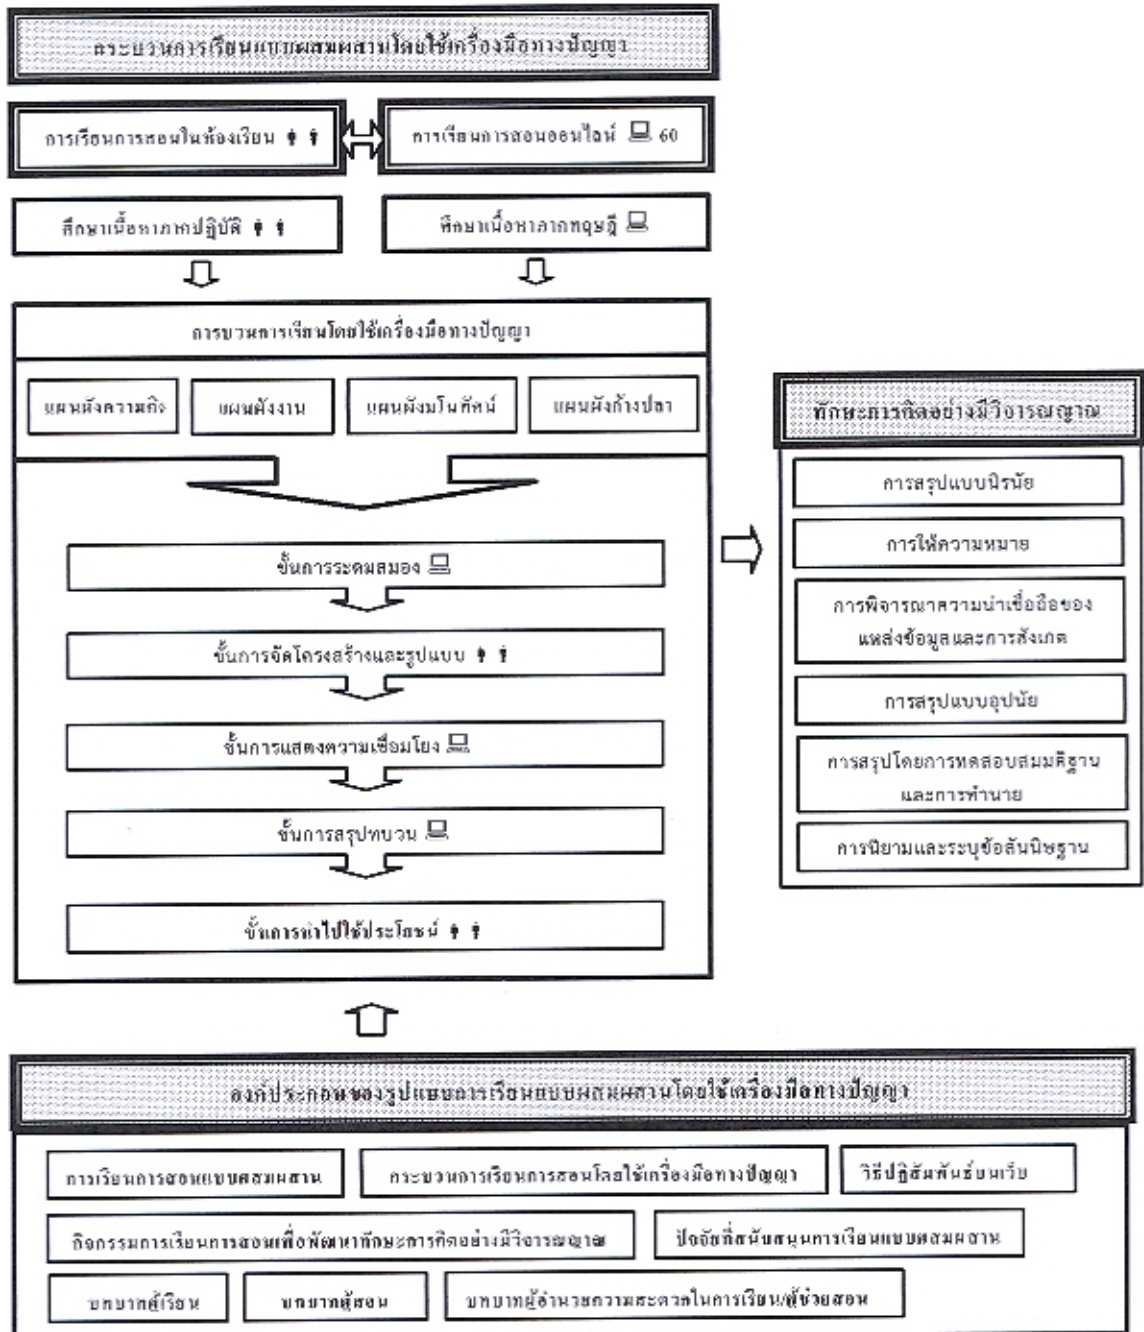 กระบวนการเรียนแบบผสมผสานโดยใช้เครื่องมือทางปัญญา
การเรียนการสอนในห้องเรียน
การเรียนการสอนออนไลน์ 60
ศึกษาเนื้อหาภาคปฏิบัติ
ศึกษาเนื้อหาภาคทฤษฎี
การบวนการเรียนโดยใช้เครื่องมือทางปัญญา
แผนผังความคิด
แผนผังงาน
แผนผังมโนทัศน์
แผนผังก้างปลา
ทักษะการคิดอย่างมีวิจารณญาณ
การสรุปแบบนิรนัย
การให้ความหมาย
การพิจารณาความน่าเชื่อถือของ
แหล่งข้อมูลและการสังเกต
การสรุปแบบอุปนัย
การสรุปโดยการทดสอบสมมติฐาน
และการทำนาย
การนิยามและระบุข้อสันนิษฐาน
ขั้นการระดมสมอง
ขั้นการจัดโครงสร้างและรูปแบบ
ขั้นการแสดงความเชื่อมโยง
ขั้นการสรุปทบวน
ขั้นการนำไปใช้ประโยชน์
องค์ประกอบของรูปแบบการเรียนแบบผสมผสานโดยใช้เครื่องมือทางปัญญา
การเรียนการสอนแบบผสมผสาน
กระบวนการเรียนการสอนโดยใช้เครื่องมือทางปัญญา
วิธีปฏิสัมพันธ์บนเว็บ
กิจกรรมการเรียนการสอนเพื่อพัฒนาทักษะการคิดอย่างมีวิจารณญาณ
ปัจจัยที่สนับสนุนการเรียนแบบผสมผสาน
บทบาทผู้เรียน
บทบาทผู้สอน
บทบาทผู้อำนวยความสะดวกในการเรียน/ผู้ช่วยสอน